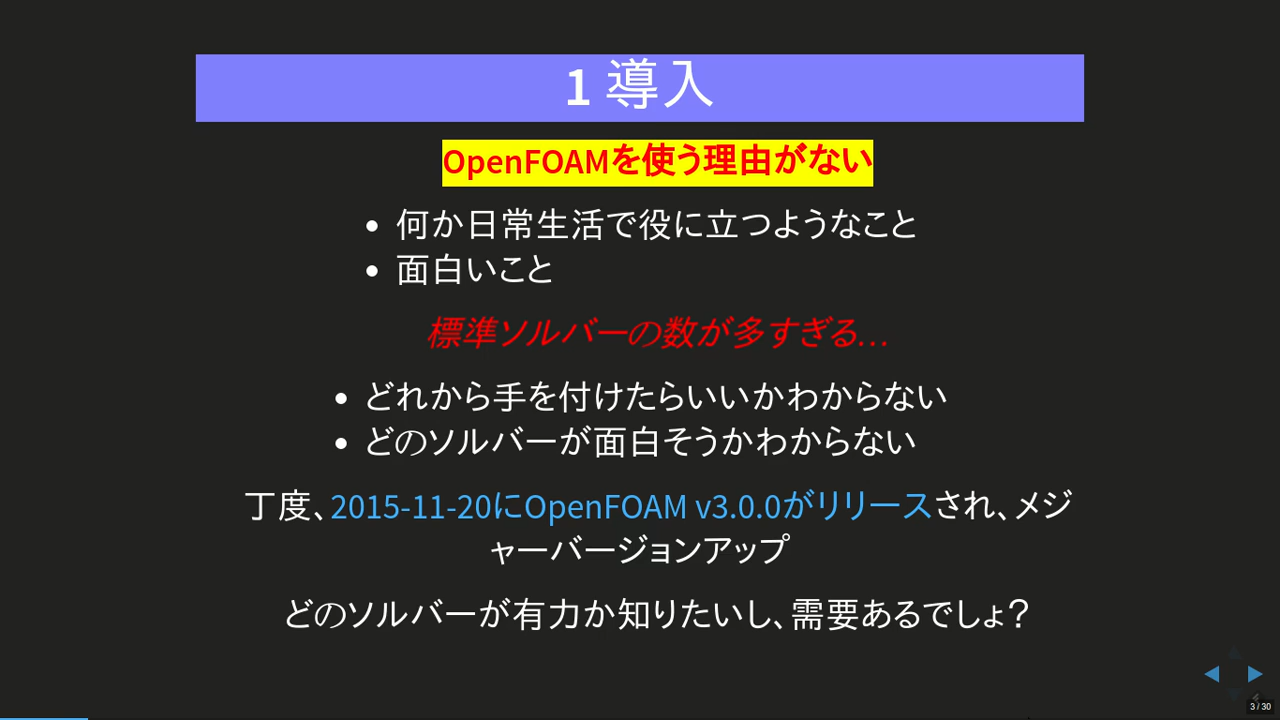 1 導入
OpenFOAMを使う理由がない
• 何か日常生活で役に立つようなこと
• 面白いこと
標準ソルバーの数が多すぎる…
• どれから手を付けたらいいかわからない
• どのソルバーが面白そうかわからない
丁度、2015-11-20にOpenFOAM v3.0.0がリリースされ、メジ
ャーバージョンアップ
どのソルバーが有力か知りたいし、需要あるでしょ?
3 / 30